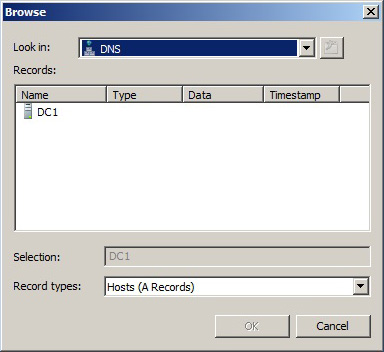 Browse
Look in: DNS
Records:
Name Type Data Timestamp
DC1
Selection: DC1
Record types: Hosts (A Records)
OK Cancel